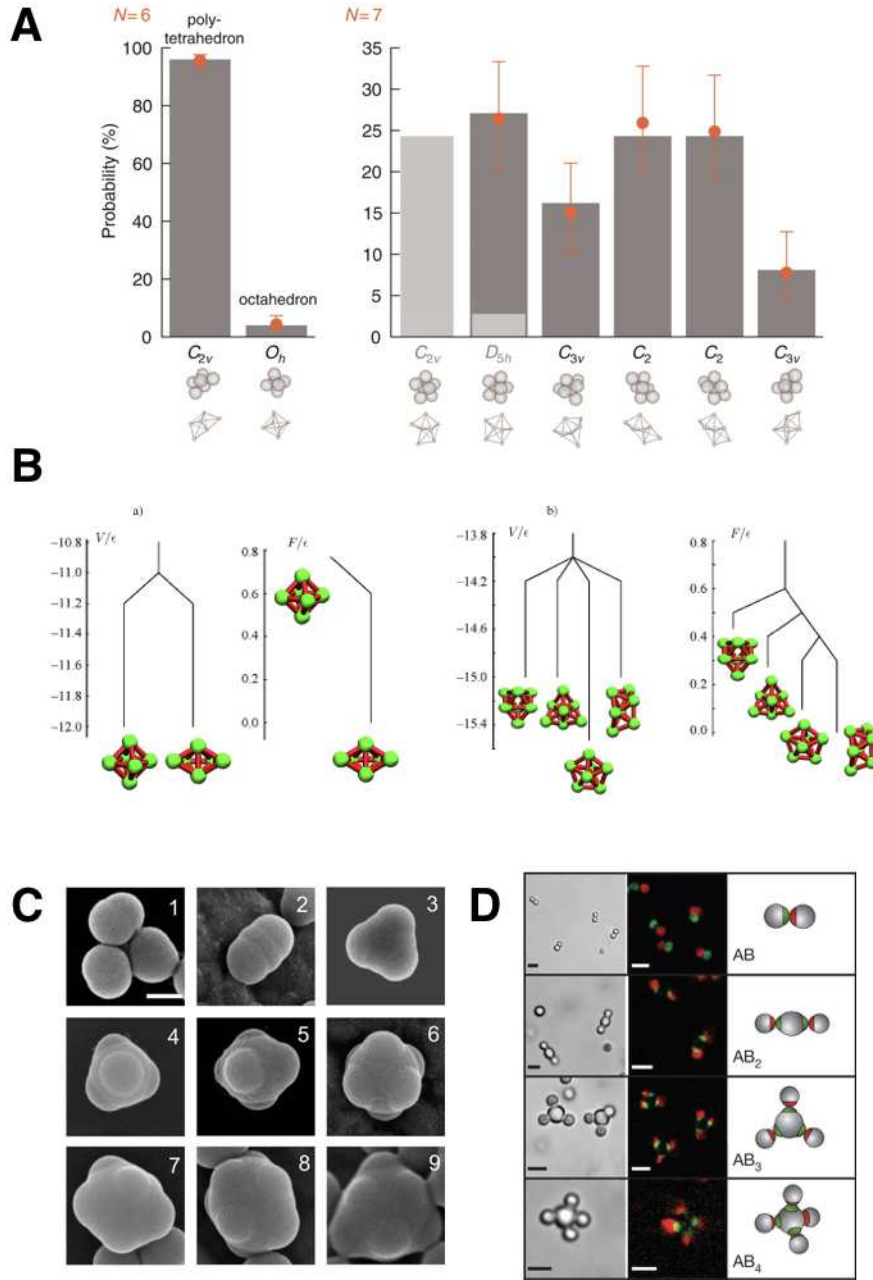 A
N=6
poly-
tetrahedron
octahedron
Probability (%)
100
80
60
40
20
0
C2v
Oh
N=7
35
30
25
20
15
10
5
0
C2v
D5h
C3v
C2
C2
C3v
B
a)
V/ϵ
−10.8
−11.0
−11.2
−11.4
−11.6
−11.8
−12.0
F/ϵ
0.8
0.6
0.4
0.2
0.0
b)
V/ϵ
−13.8
−14.2
−14.6
−15.0
−15.4
F/ϵ
0.8
0.6
0.4
0.2
0.0
C
1
2
3
4
5
6
7
8
9
D
AB
AB2
AB3
AB4